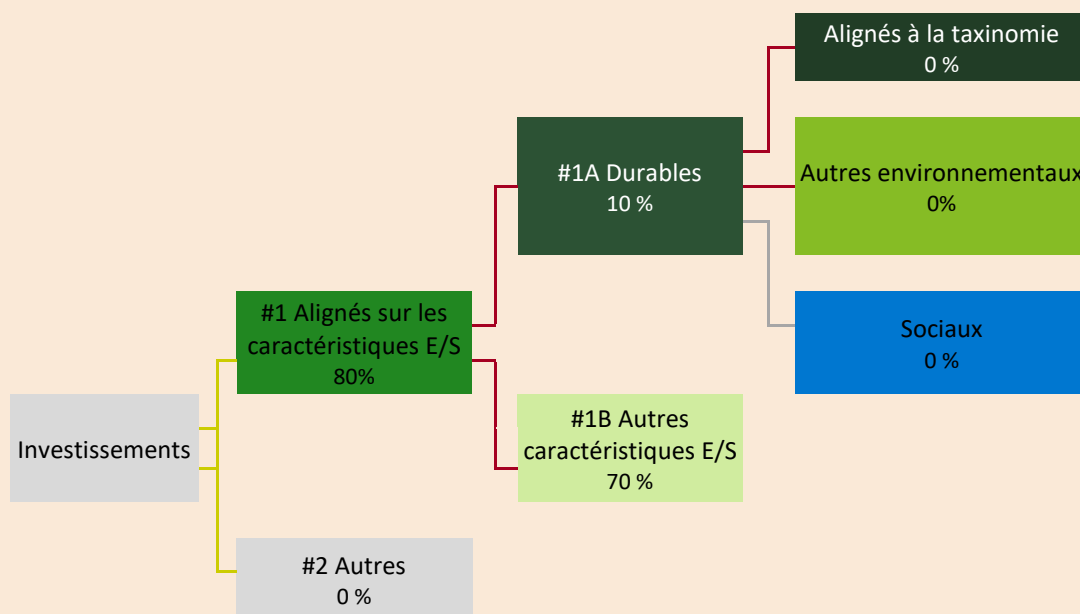 Alignés à la taxinomie
0 %
#1A Durables
10 %
Autres environnementaux
0%
#1 Alignés sur les
caractéristiques E/S
80%
Sociaux
0 %
Investissements
#1B Autres
caractéristiques E/S
70 %
#2 Autres
0 %